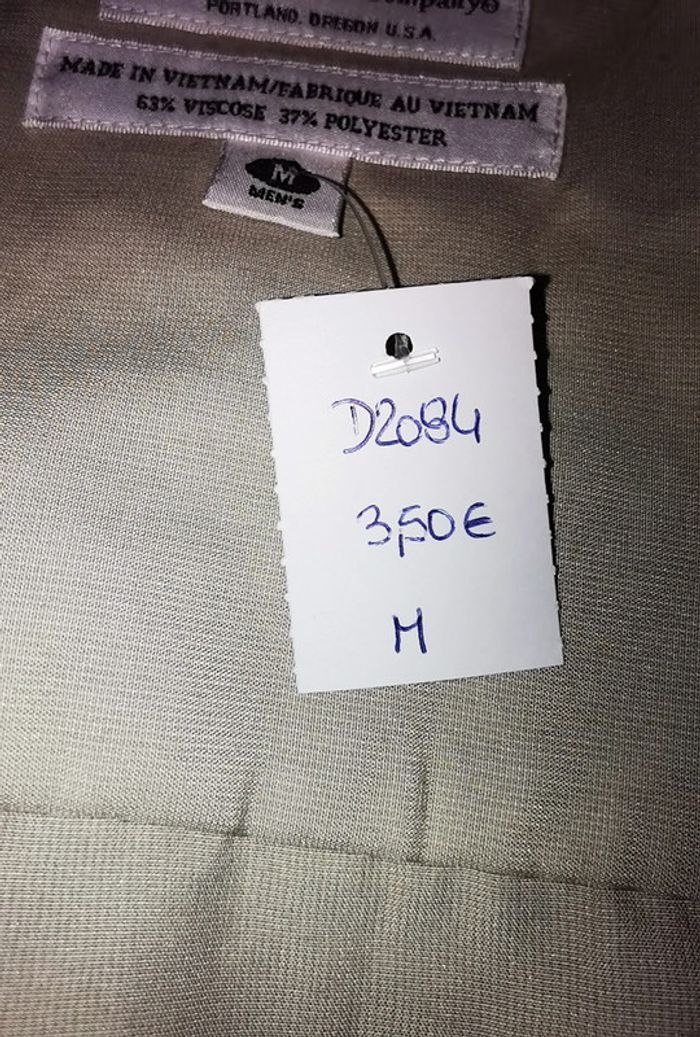 PORTLAND, OREGON U.S.A.
MADE IN VIETNAM/FABRIQUE AU VIETNAM
63% VISCOSE 37% POLYESTER
M
MEN'S
D2084
3,50€
M